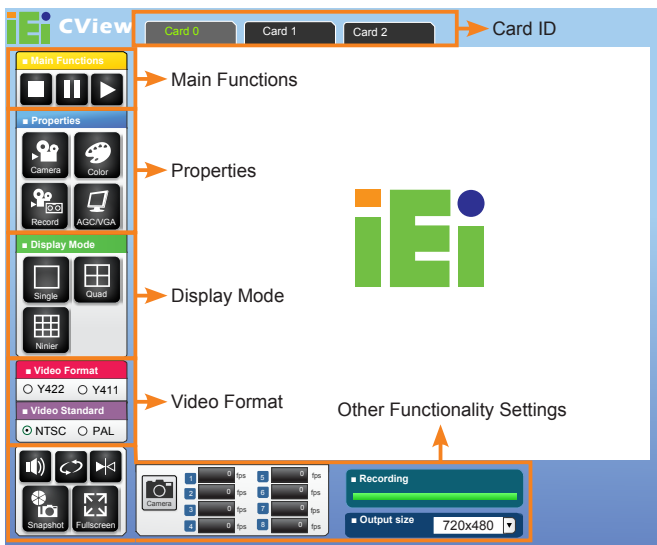 iEi CView
Card 0 Card 1 Card 2 Card ID
Main Functions
Main Functions
Properties
Camera Color
Properties
Record AGC/VGA
iEi
Display Mode
Single Quad
Display Mode
Ninier
Video Format
Y422 Y411
Video Format
Video Standard
NTSC PAL
Other Functionality Settings
Snapshot Fullscreen
Camera
1 0 fps 5 0 fps
2 0 fps 6 0 fps
3 0 fps 7 0 fps
4 0 fps 8 0 fps
Recording
Output size 720x480